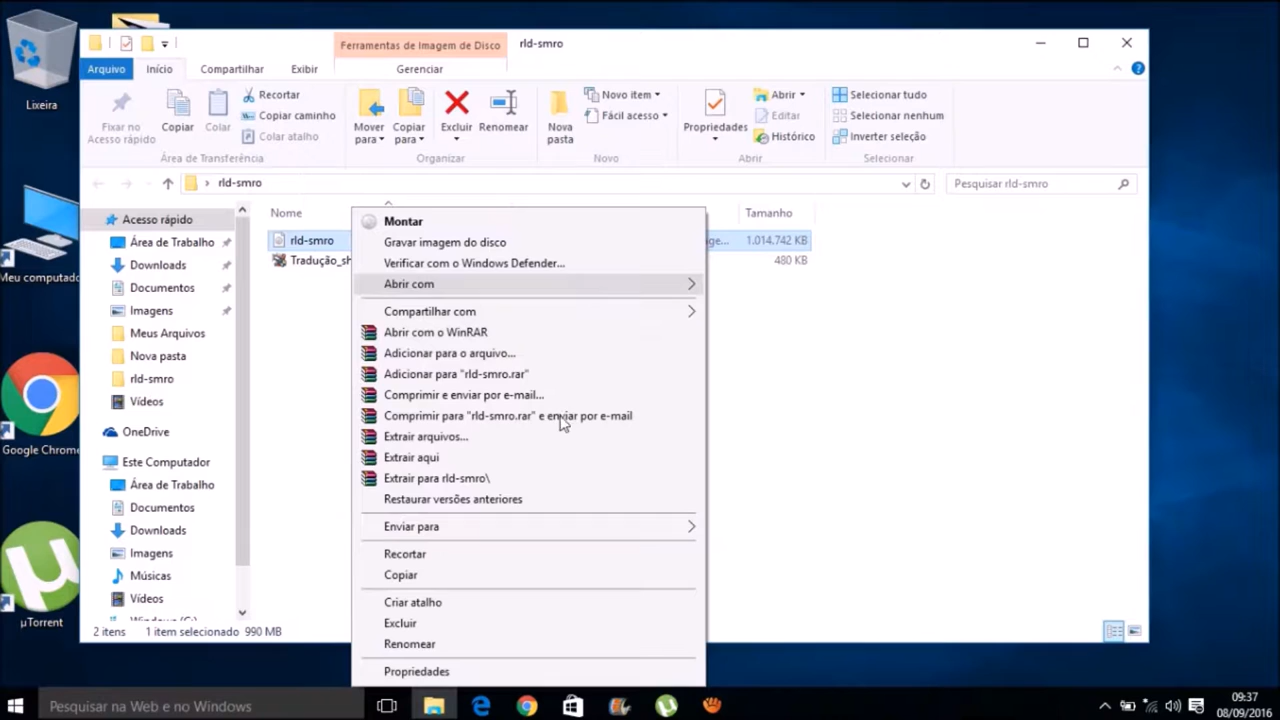 Lixeira
Meu computado
Google Chrome
µTorrent
Ferramentas de Imagem de Disco
rld-smro
Arquivo
Início
Compartilhar
Exibir
Gerenciar
Fixar no
Acesso rápido
Copiar
Colar
Recortar
Copiar caminho
Colar atalho
Área de Transferência
Mover
para
Copiar
para
Excluir
Renomear
Organizar
Nova
pasta
Novo item
Fácil acesso
Novo
Propriedades
Abrir
Editar
Histórico
Abrir
Selecionar tudo
Selecionar nenhum
Inverter seleção
Selecionar
rld-smro
Pesquisar rld-smro
Acesso rápido
Área de Trabalho
Downloads
Documentos
Imagens
Meus Arquivos
Nova pasta
rld-smro
Vídeos
OneDrive
Este Computador
Área de Trabalho
Documentos
Downloads
Imagens
Músicas
Vídeos
Nome
Tamanho
rld-smro
age...
1.014.742 KB
Tradução_sh
480 KB
Montar
Gravar imagem do disco
Verificar com o Windows Defender...
Abrir com
Compartilhar com
Abrir com o WinRAR
Adicionar para o arquivo...
Adicionar para "rld-smro.rar"
Comprimir e enviar por e-mail...
Comprimir para "rld-smro.rar" e enviar por e-mail
Extrair arquivos...
Extrair aqui
Extrair para rld-smro\
Restaurar versões anteriores
Enviar para
Recortar
Copiar
Criar atalho
Excluir
Renomear
Propriedades
2 itens
1 item selecionado 990 MB
Pesquisar na Web e no Windows
09:37
08/09/2016